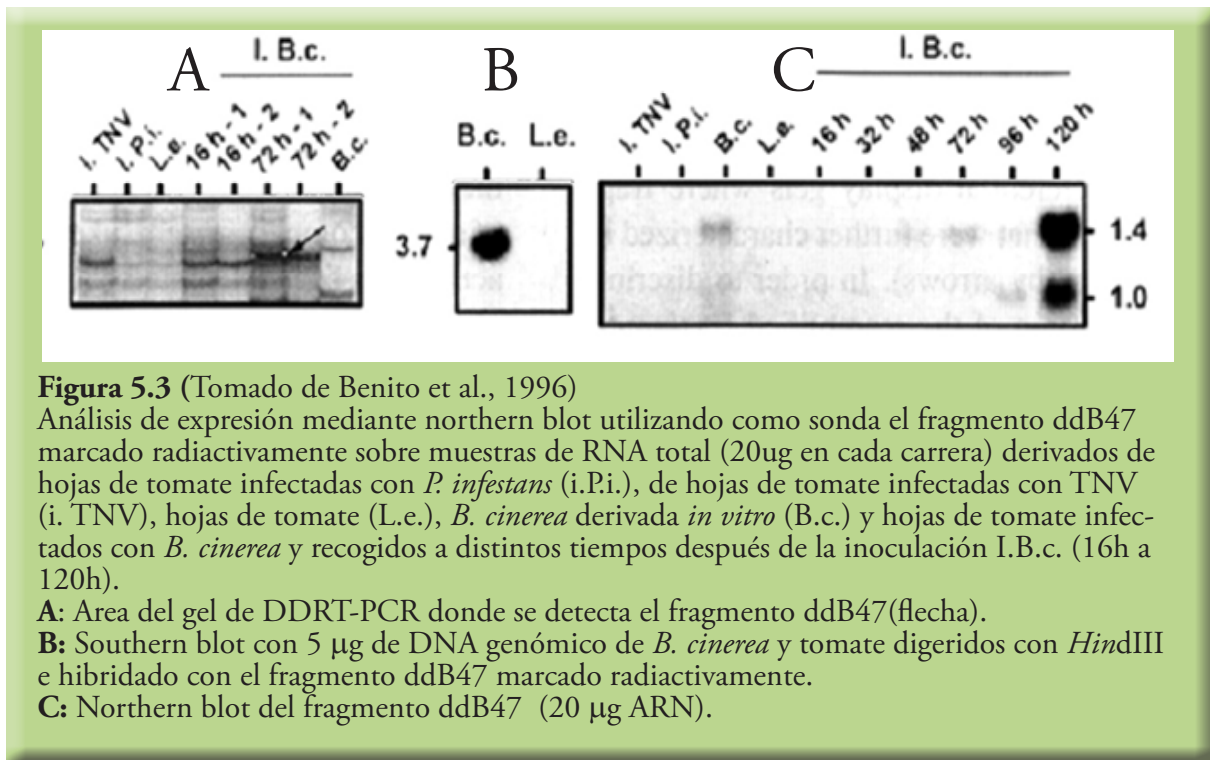 A
I. B.c.
I. TNV
I. P.i.
L.e.
16 h - 1
16 h - 2
72 h - 1
72 h - 2
B.c.
B
B.c. L.e.
3.7
C
I. B.c.
I. TNV
I. P.i.
B.c.
L.e.
16 h
32 h
48 h
72 h
96 h
120 h
1.4
1.0
Figura 5.3 (Tomado de Benito et al., 1996)
Análisis de expresión mediante northern blot utilizando como sonda el fragmento ddB47
marcado radiactivamente sobre muestras de RNA total (20ug en cada carrera) derivados de
hojas de tomate infectadas con P. infestans (i.P.i.), de hojas de tomate infectadas con TNV
(i. TNV), hojas de tomate (L.e.), B. cinerea derivada in vitro (B.c.) y hojas de tomate infec-
tados con B. cinerea y recogidos a distintos tiempos después de la inoculación I.B.c. (16h a
120h).
A: Area del gel de DDRT-PCR donde se detecta el fragmento ddB47(flecha).
B: Southern blot con 5 µg de DNA genómico de B. cinerea y tomate digeridos con HindIII
e hibridado con el fragmento ddB47 marcado radiactivamente.
C: Northern blot del fragmento ddB47 (20 µg ARN).